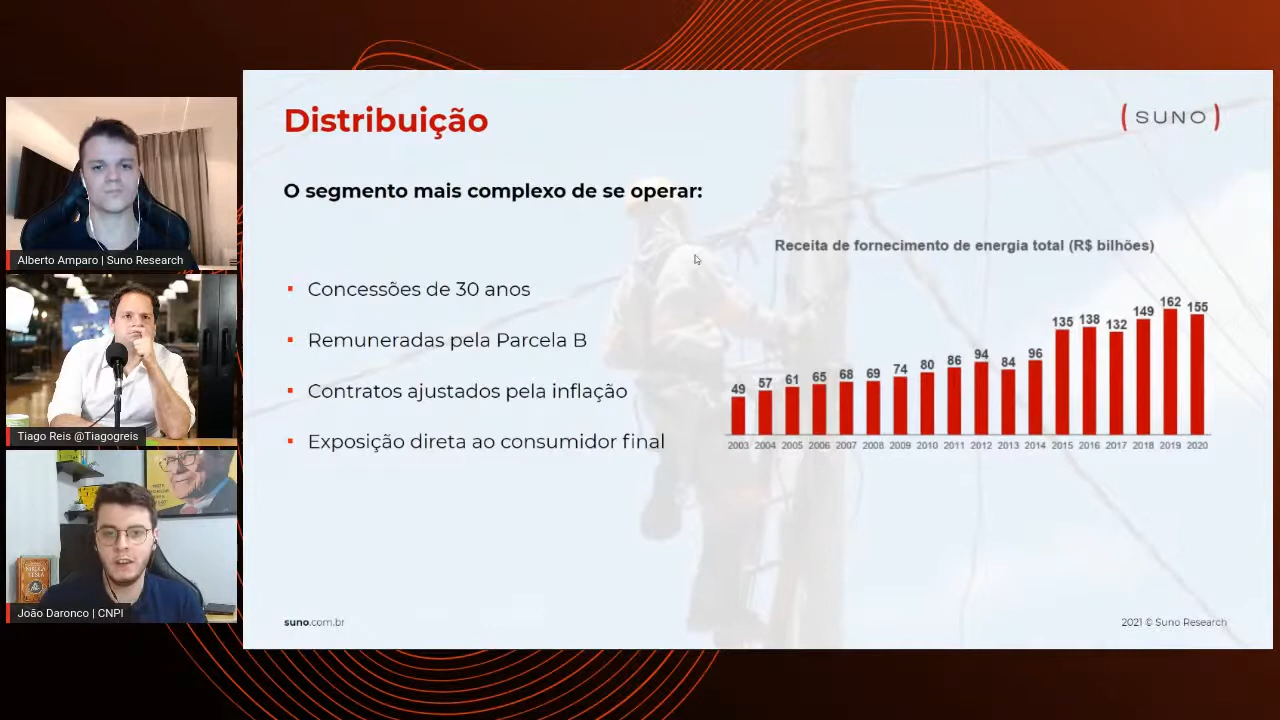 Distribuição
( SUNO )
O segmento mais complexo de se operar:
▪ Concessões de 30 anos
▪ Remuneradas pela Parcela B
▪ Contratos ajustados pela inflação
▪ Exposição direta ao consumidor final
Receita de fornecimento de energia total (R$ bilhões)
49 57 61 65 68 69 74 80 86 94 84 96 135 138 132 149 162 155
2003 2004 2005 2006 2007 2008 2009 2010 2011 2012 2013 2014 2015 2016 2017 2018 2019 2020
suno.com.br
2021 © Suno Research
Alberto Amparo | Suno Research
Tiago Reis @Tiagogreis
João Daronco | CNPI